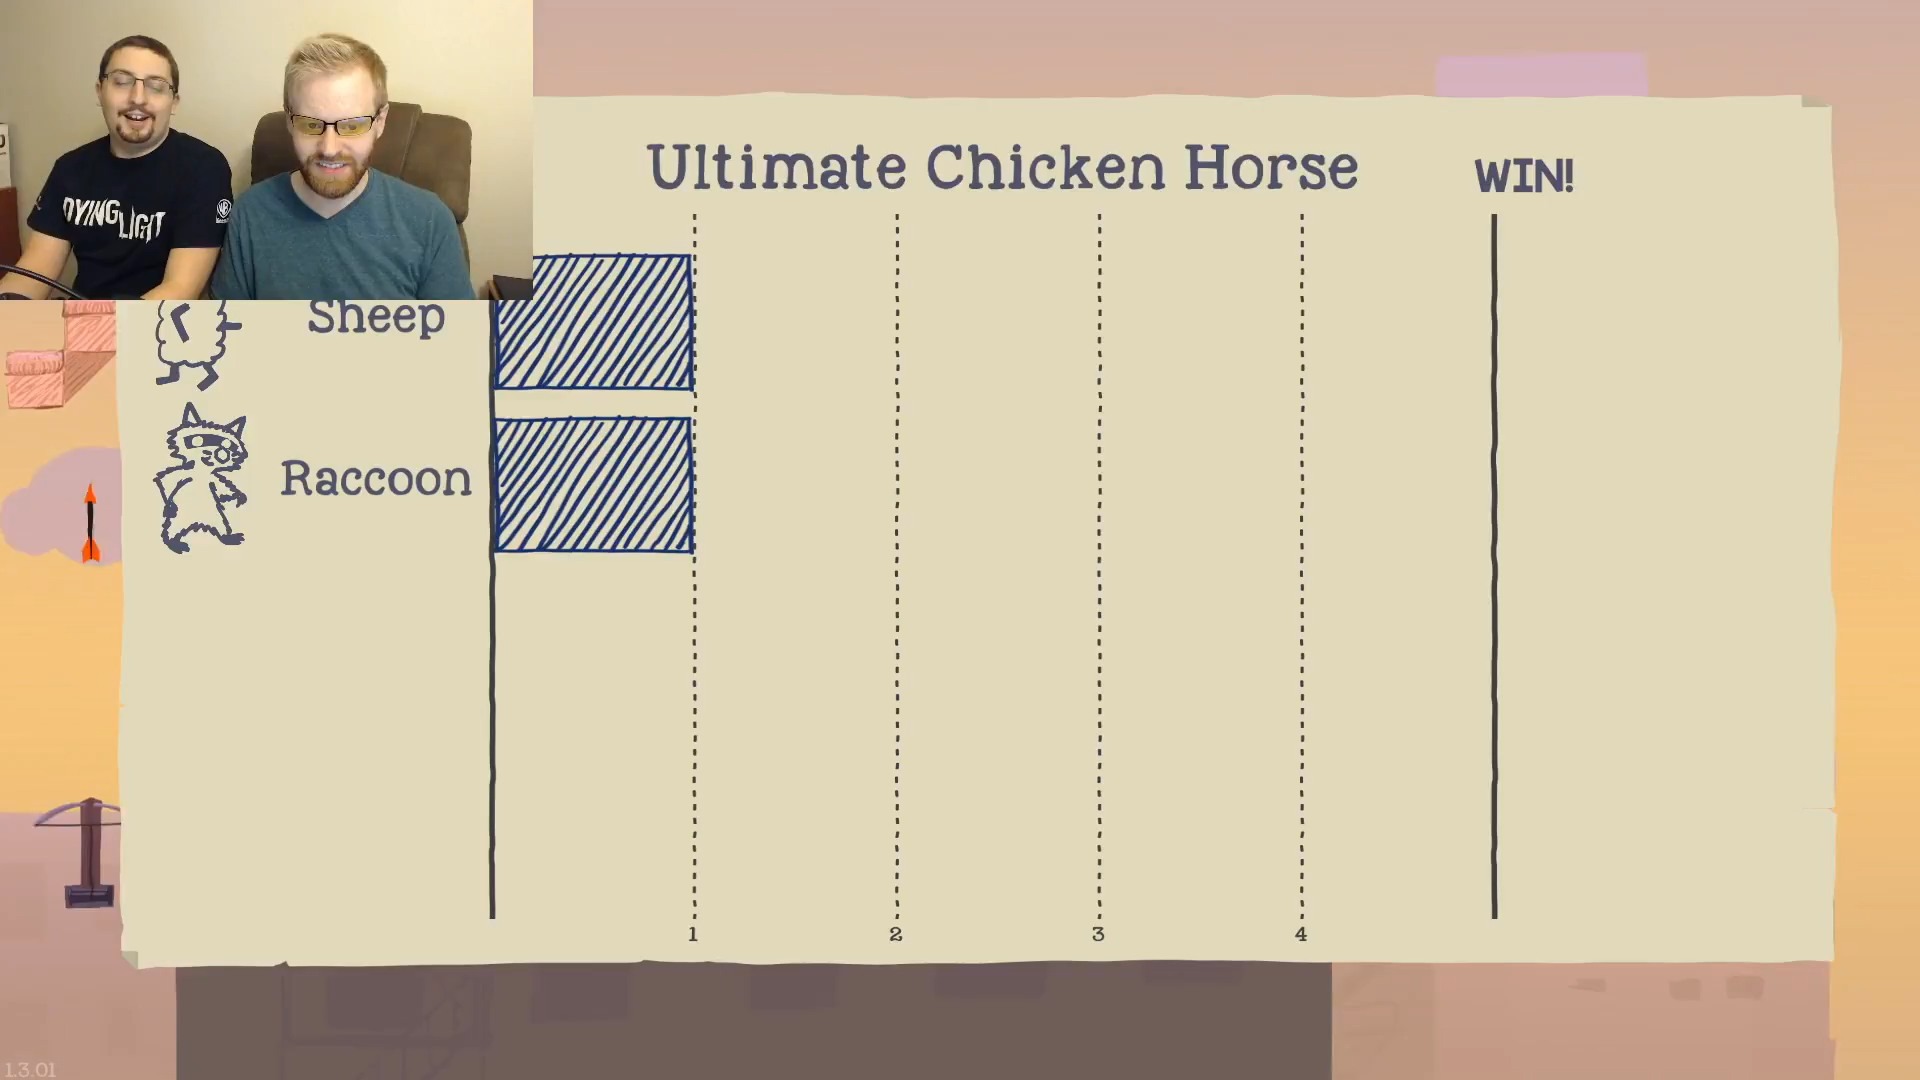 Ultimate Chicken Horse
WIN!
DYING
LIGHT
Sheep
Raccoon
1
2
3
4
1.3.01